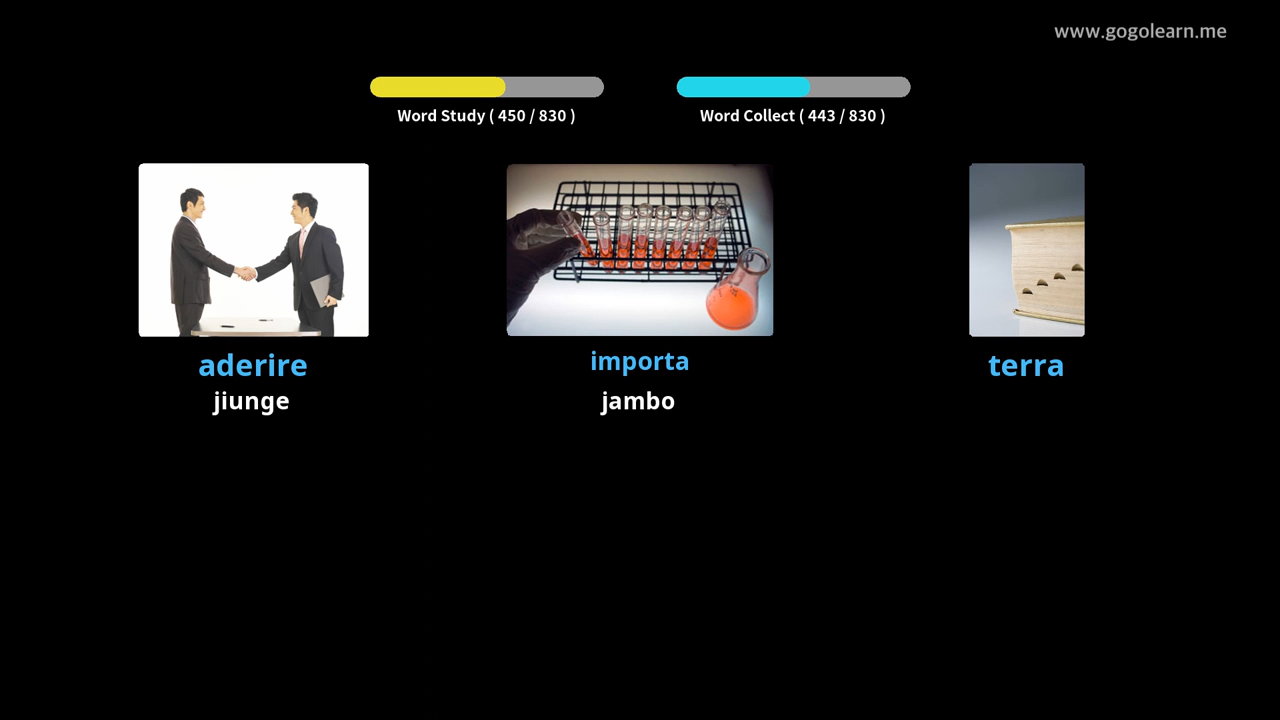 www.gogolearn.me
Word Study ( 450 / 830 )
Word Collect ( 443 / 830 )
aderire
jiunge
importa
jambo
terra